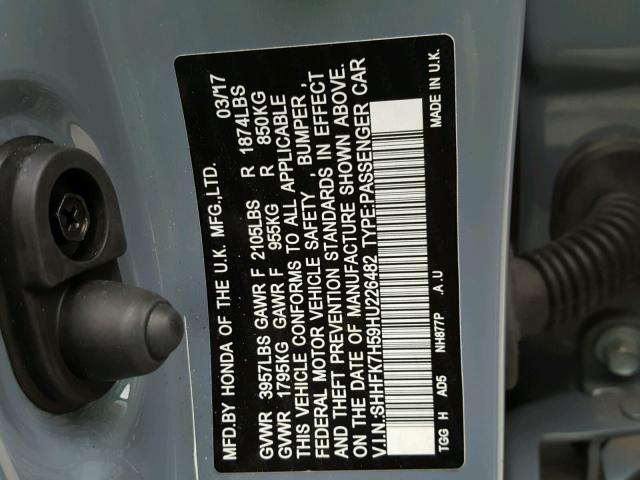 MFD.BY HONDA OF THE U.K. MFG.,LTD. 03/17
GVWR 3957LBS GAWR F 2105LBS R 1874LBS
GVWR 1795KG GAWR F 955KG R 850KG
THIS VEHICLE CONFORMS TO ALL APPLICABLE
FEDERAL MOTOR VEHICLE SAFETY , BUMPER ,
AND THEFT PREVENTION STANDARDS IN EFFECT
ON THE DATE OF MANUFACTURE SHOWN ABOVE.
V.I.N.:SHHFK7H59HU226482 TYPE:PASSENGER CAR
TGG H AD5 NH877P .A.U MADE IN U.K.